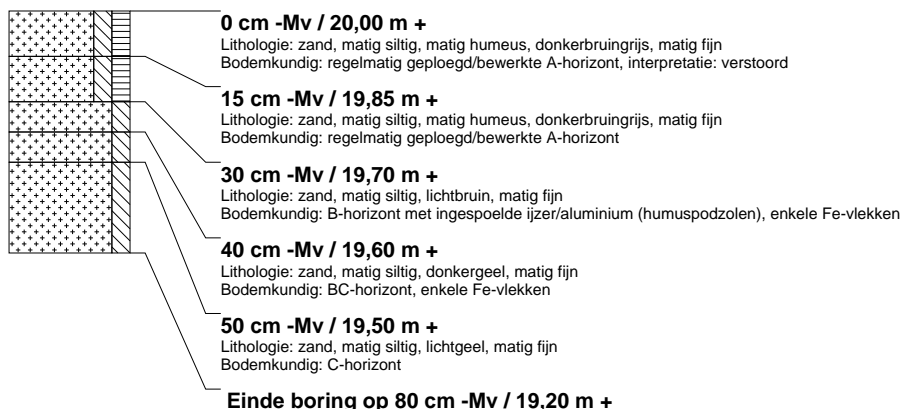 0 cm -Mv / 20,00 m +
Lithologie: zand, matig siltig, matig humeus, donkerbruingrijs, matig fijn
Bodemkundig: regelmatig geploegd/bewerkte A-horizont, interpretatie: verstoord
15 cm -Mv / 19,85 m +
Lithologie: zand, matig siltig, matig humeus, donkerbruingrijs, matig fijn
Bodemkundig: regelmatig geploegd/bewerkte A-horizont
30 cm -Mv / 19,70 m +
Lithologie: zand, matig siltig, lichtbruin, matig fijn
Bodemkundig: B-horizont met ingespoelde ijzer/aluminium (humuspodzolen), enkele Fe-vlekken
40 cm -Mv / 19,60 m +
Lithologie: zand, matig siltig, donkergeel, matig fijn
Bodemkundig: BC-horizont, enkele Fe-vlekken
50 cm -Mv / 19,50 m +
Lithologie: zand, matig siltig, lichtgeel, matig fijn
Bodemkundig: C-horizont
Einde boring op 80 cm -Mv / 19,20 m +